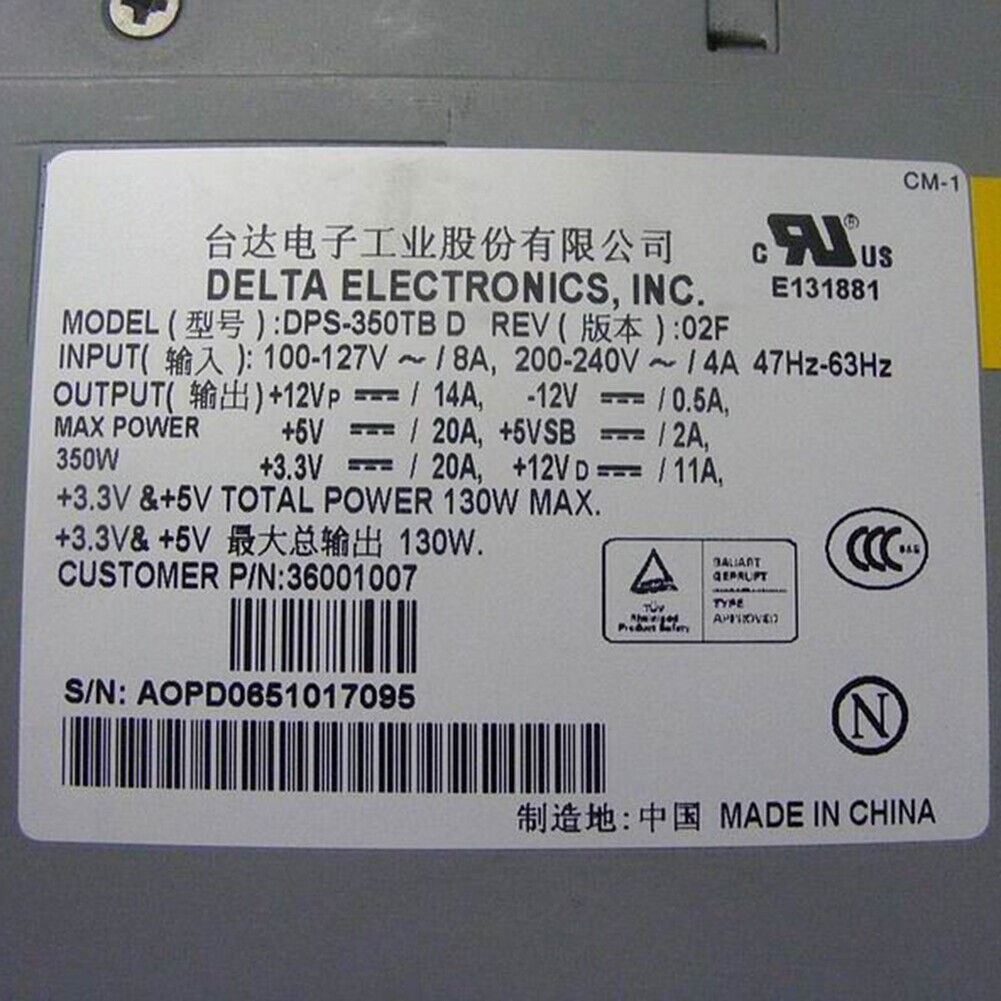 CM-1
台达电子工业股份有限公司
DELTA ELECTRONICS, INC.
C RU ® US
E131881
MODEL (型号):DPS-350TB D REV (版本):02F
INPUT(输入): 100-127V ~ / 8A, 200-240V ~ / 4A 47Hz-63Hz
OUTPUT(输出) +12VP ⎓ / 14A, -12V ⎓ / 0.5A,
MAX POWER +5V ⎓ / 20A, +5VSB ⎓ / 2A,
350W +3.3V ⎓ / 20A, +12VD ⎓ / 11A,
+3.3V &+5V TOTAL POWER 130W MAX.
+3.3V& +5V 最大总输出 130W.
CUSTOMER P/N:36001007
CCC
TÜV
Product Safety
TYPE
APPROVED
S/N: AOPD0651017095
N
制造地:中国 MADE IN CHINA